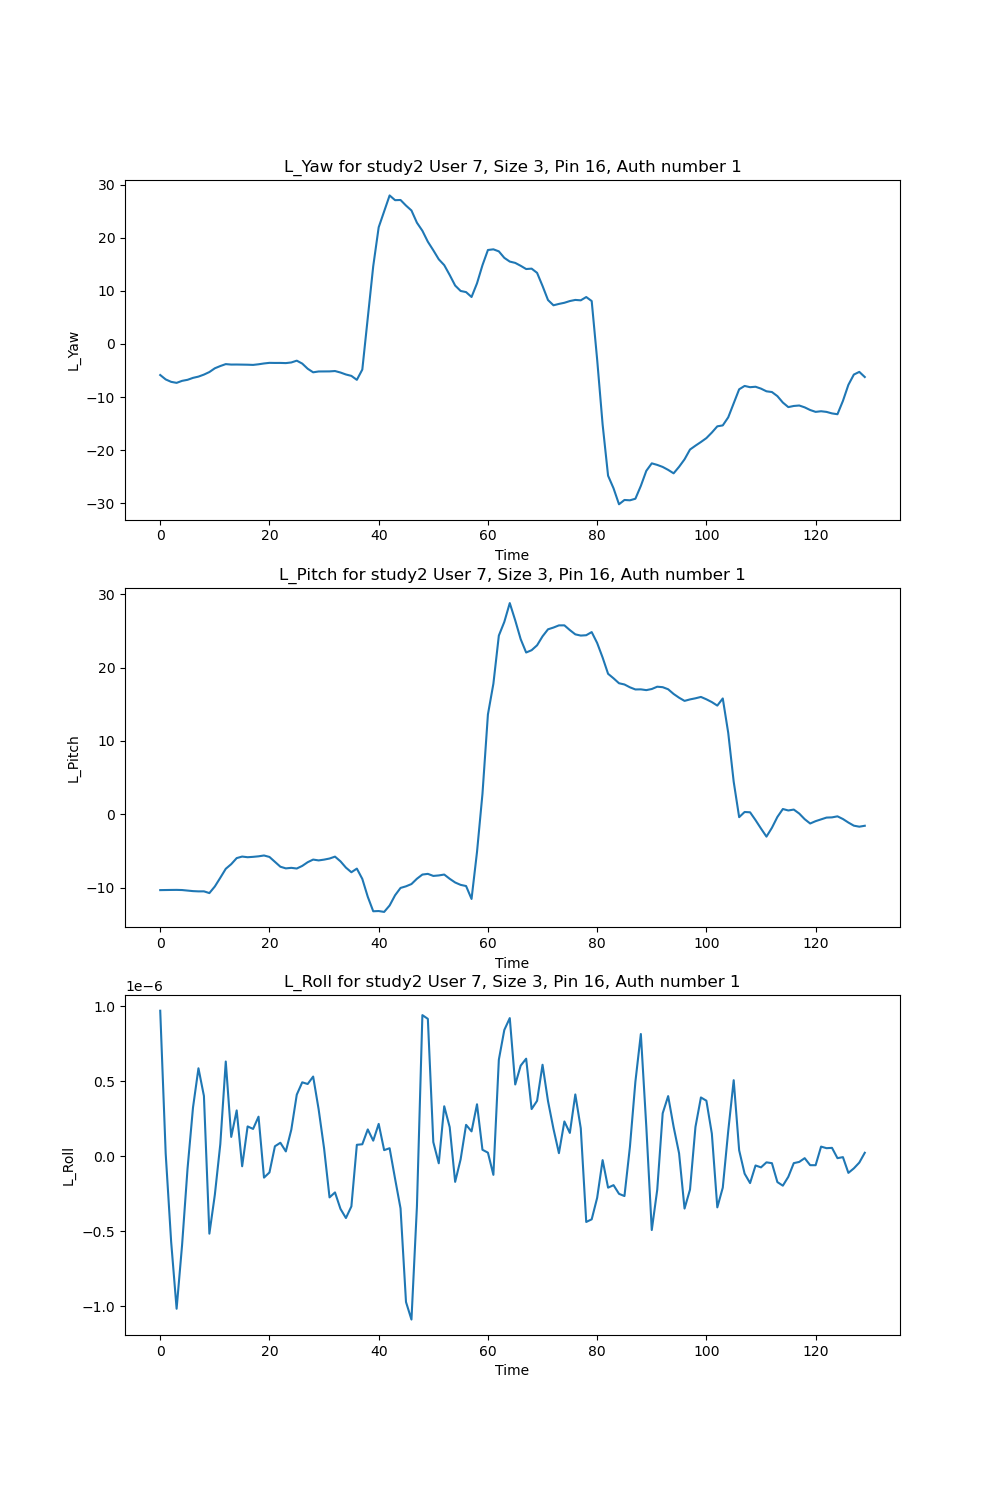 L_Yaw for study2 User 7, Size 3, Pin 16, Auth number 1
30
20
10
0
−10
−20
−30
L_Yaw
0 20 40 60 80 100 120
Time
L_Pitch for study2 User 7, Size 3, Pin 16, Auth number 1
30
20
10
0
−10
L_Pitch
0 20 40 60 80 100 120
Time
L_Roll for study2 User 7, Size 3, Pin 16, Auth number 1
1e−6
1.0
0.5
0.0
−0.5
−1.0
L_Roll
0 20 40 60 80 100 120
Time